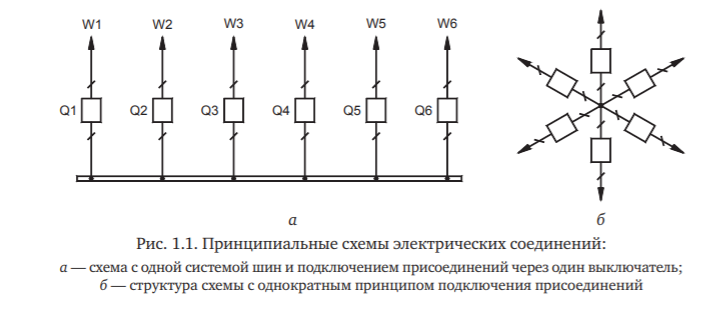 W1 W2 W3 W4 W5 W6
Q1 Q2 Q3 Q4 Q5 Q6
а б
Рис. 1.1. Принципиальные схемы электрических соединений:
а — схема с одной системой шин и подключением присоединений через один выключатель;
б — структура схемы с однократным принципом подключения присоединений